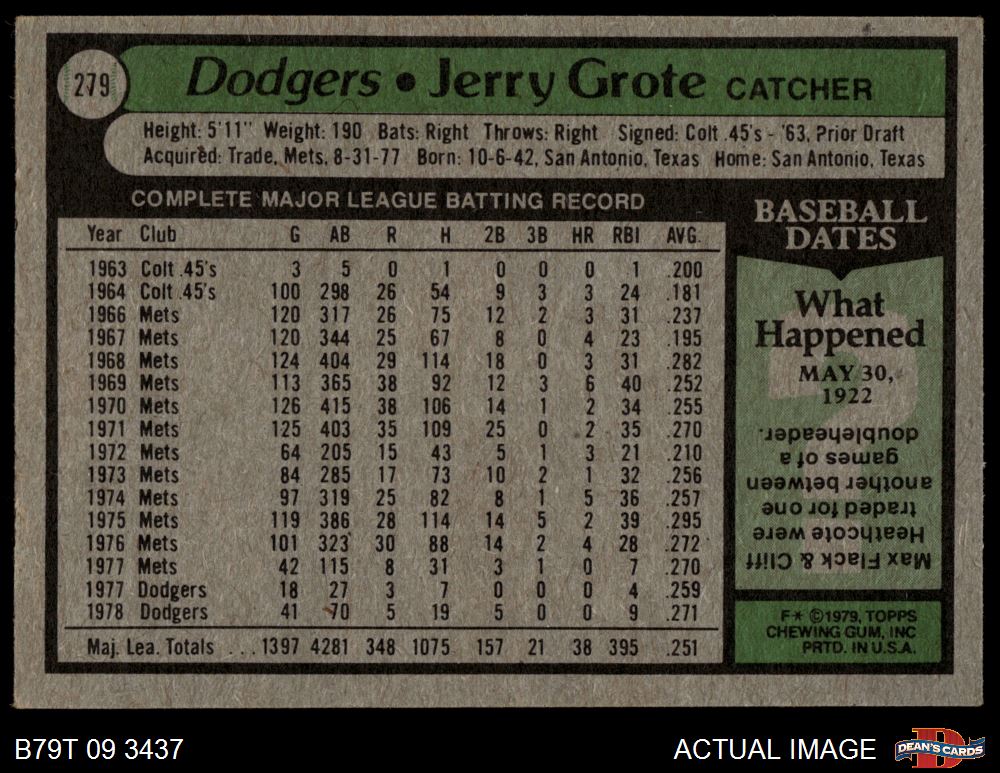 279
Dodgers • Jerry Grote CATCHER
Height: 5'11" Weight: 190 Bats: Right Throws: Right Signed: Colt .45's - '63, Prior Draft
Acquired: Trade, Mets, 8-31-77 Born: 10-6-42, San Antonio, Texas Home: San Antonio, Texas
COMPLETE MAJOR LEAGUE BATTING RECORD
Year Club G AB R H 2B 3B HR RBI AVG.
1963 Colt .45's 3 5 0 1 0 0 0 1 .200
1964 Colt .45's 100 298 26 54 9 3 3 24 .181
1966 Mets 120 317 26 75 12 2 3 31 .237
1967 Mets 120 344 25 67 8 0 4 23 .195
1968 Mets 124 404 29 114 18 0 3 31 .282
1969 Mets 113 365 38 92 12 3 6 40 .252
1970 Mets 126 415 38 106 14 1 2 34 .255
1971 Mets 125 403 35 109 25 0 2 35 .270
1972 Mets 64 205 15 43 5 1 3 21 .210
1973 Mets 84 285 17 73 10 2 1 32 .256
1974 Mets 97 319 25 82 8 1 5 36 .257
1975 Mets 119 386 28 114 14 5 2 39 .295
1976 Mets 101 323 30 88 14 2 4 28 .272
1977 Mets 42 115 8 31 3 1 0 7 .270
1977 Dodgers 18 27 3 7 0 0 0 4 .259
1978 Dodgers 41 70 5 19 5 0 0 9 .271
Maj. Lea. Totals ... 1397 4281 348 1075 157 21 38 395 .251
BASEBALL
DATES
What
Happened
MAY 30,
1922
Max Flack & Cliff
Heathcote were
traded for one
another between
games of a
doubleheader.
F* ©1979, TOPPS
CHEWING GUM, INC
PRTD. IN U.S.A.
B79T 09 3437
ACTUAL IMAGE
D
DEAN'S CARDS